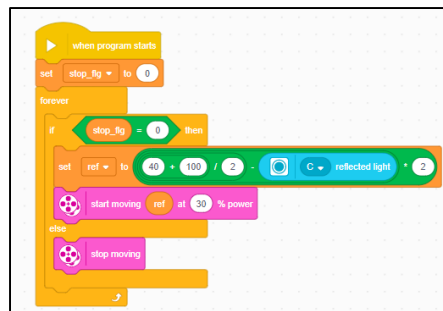 when program starts
set stop_flg to 0
forever
if stop_flg = 0 then
set ref to 40 + 100 / 2 - C reflected light * 2
start moving ref at 30 % power
else
stop moving